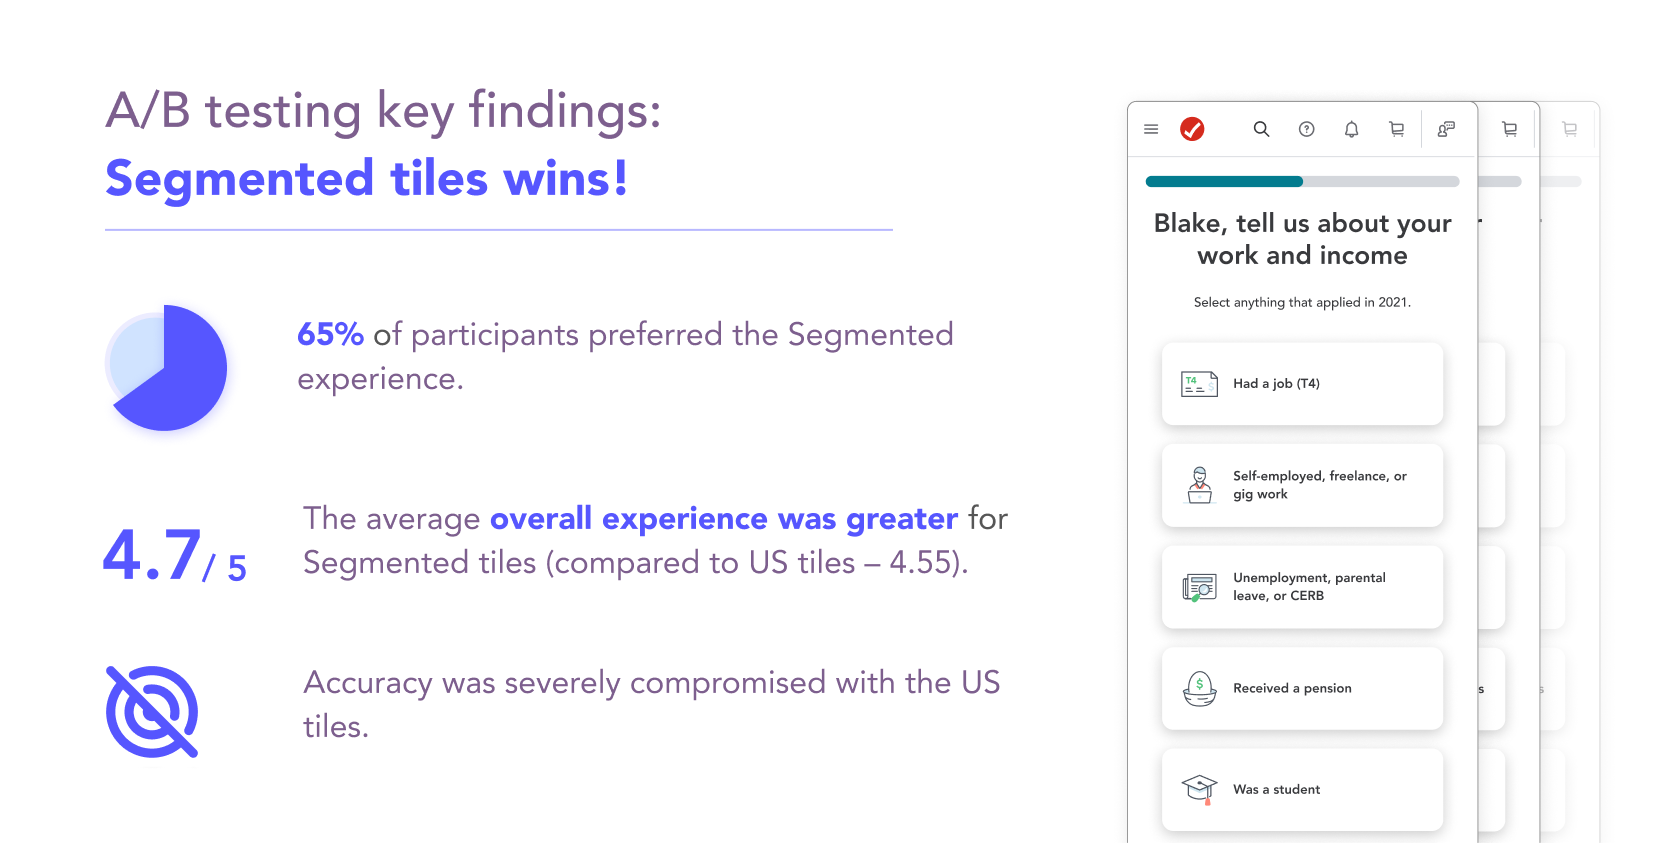 A/B testing key findings:
Segmented tiles wins!
65% of participants preferred the Segmented
experience.
4.7/ 5
The average overall experience was greater for
Segmented tiles (compared to US tiles – 4.55).
Accuracy was severely compromised with the US
tiles.
Blake, tell us about your
work and income
Select anything that applied in 2021.
T4
$
Had a job (T4)
Self-employed, freelance, or
gig work
Unemployment, parental
leave, or CERB
$
Received a pension
s
s
Was a student